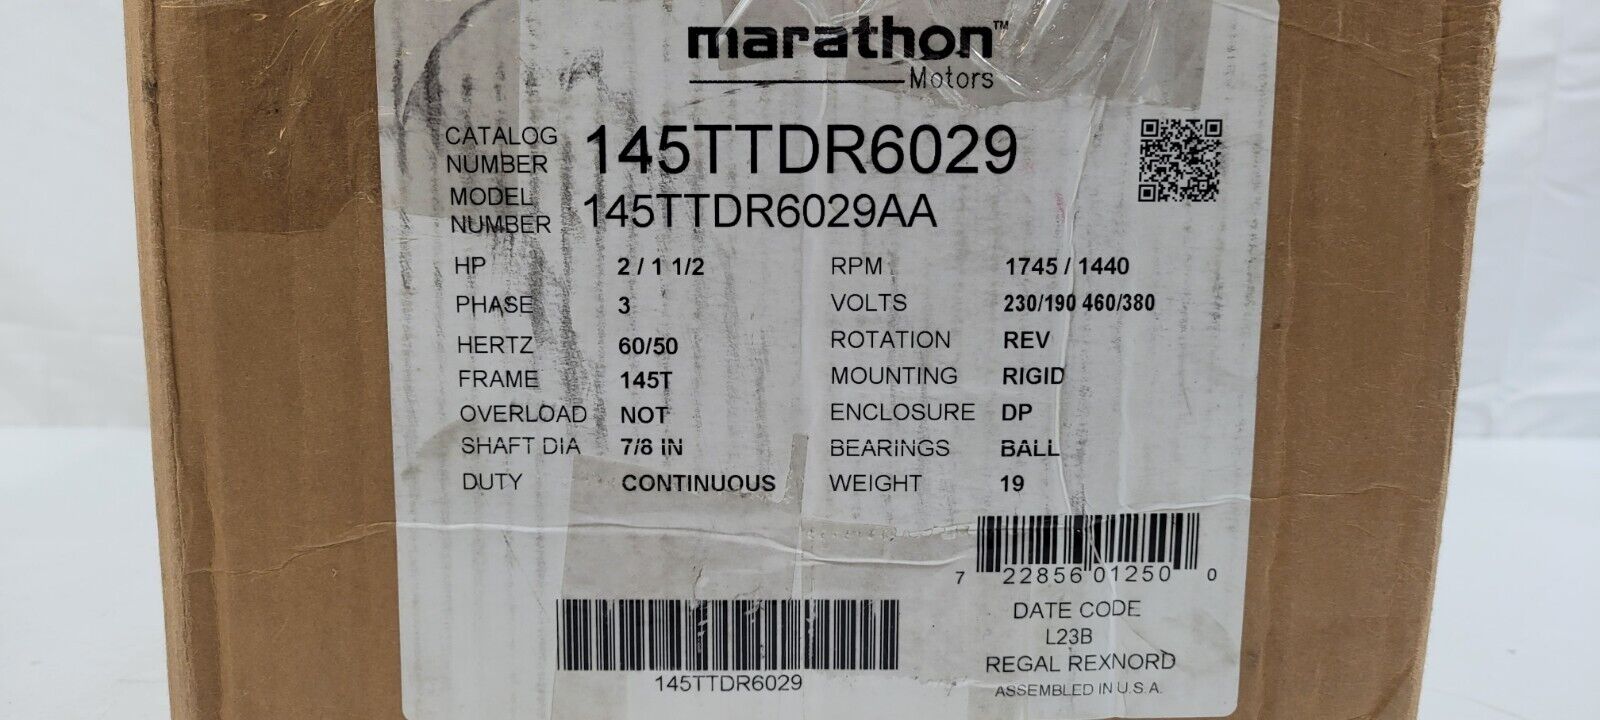 marathon™
Motors
CATALOG NUMBER 145TTDR6029
MODEL NUMBER 145TTDR6029AA
HP 2 / 1 1/2 RPM 1745 / 1440
PHASE 3 VOLTS 230/190 460/380
HERTZ 60/50 ROTATION REV
FRAME 145T MOUNTING RIGID
OVERLOAD NOT ENCLOSURE DP
SHAFT DIA 7/8 IN BEARINGS BALL
DUTY CONTINUOUS WEIGHT 19
7 22856 01250 0
DATE CODE
L23B
REGAL REXNORD
ASSEMBLED IN U.S.A.
145TTDR6029